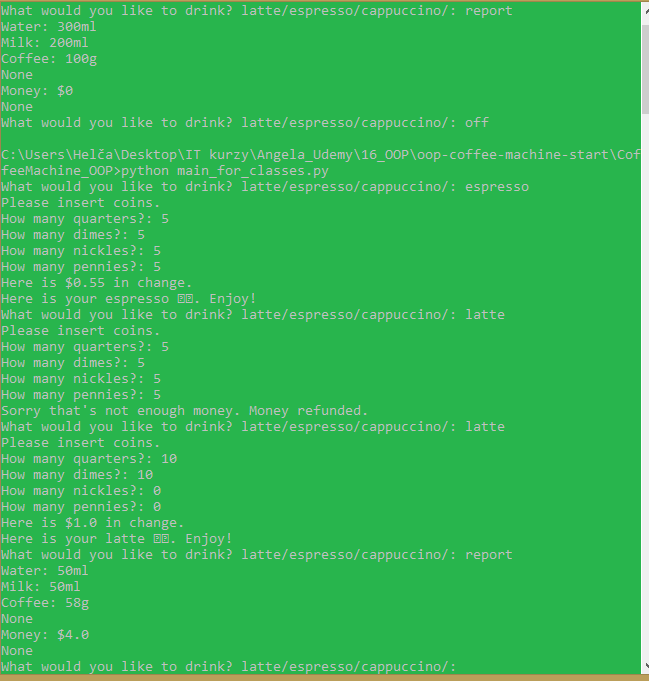 What would you like to drink? latte/espresso/cappuccino/: report
Water: 300ml
Milk: 200ml
Coffee: 100g
None
Money: $0
None
What would you like to drink? latte/espresso/cappuccino/: off
C:\Users\Helča\Desktop\IT kurzy\Angela_Udemy\16_OOP\oop-coffee-machine-start\Cof
feeMachine_OOP>python main_for_classes.py
What would you like to drink? latte/espresso/cappuccino/: espresso
Please insert coins.
How many quarters?: 5
How many dimes?: 5
How many nickles?: 5
How many pennies?: 5
Here is $0.55 in change.
Here is your espresso . Enjoy!
What would you like to drink? latte/espresso/cappuccino/: latte
Please insert coins.
How many quarters?: 5
How many dimes?: 5
How many nickles?: 5
How many pennies?: 5
Sorry that's not enough money. Money refunded.
What would you like to drink? latte/espresso/cappuccino/: latte
Please insert coins.
How many quarters?: 10
How many dimes?: 10
How many nickles?: 0
How many pennies?: 0
Here is $1.0 in change.
Here is your latte . Enjoy!
What would you like to drink? latte/espresso/cappuccino/: report
Water: 50ml
Milk: 50ml
Coffee: 58g
None
Money: $4.0
None
What would you like to drink? latte/espresso/cappuccino/: